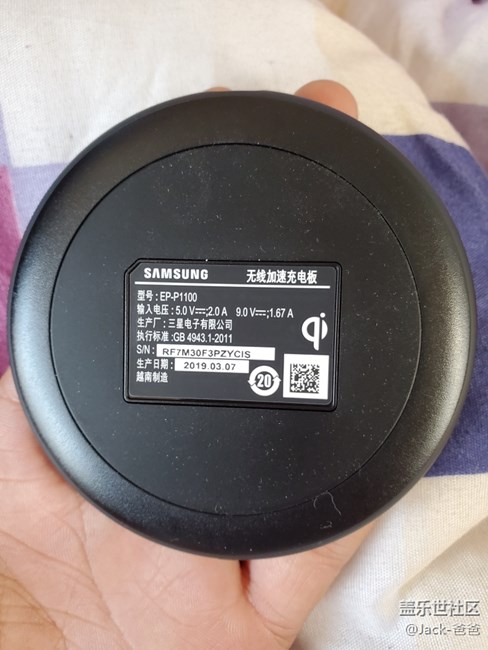 SAMSUNG 无线加速充电板
型号: EP-P1100
输入电压: 5.0 V⎓;2.0 A 9.0 V⎓;1.67 A
生产厂: 三星电子有限公司
执行标准: GB 4943.1-2011
S/N: RF7M30F3PZYCIS
生产日期: 2019.03.07
越南制造
20
qi
盖乐世社区
@Jack-爸爸